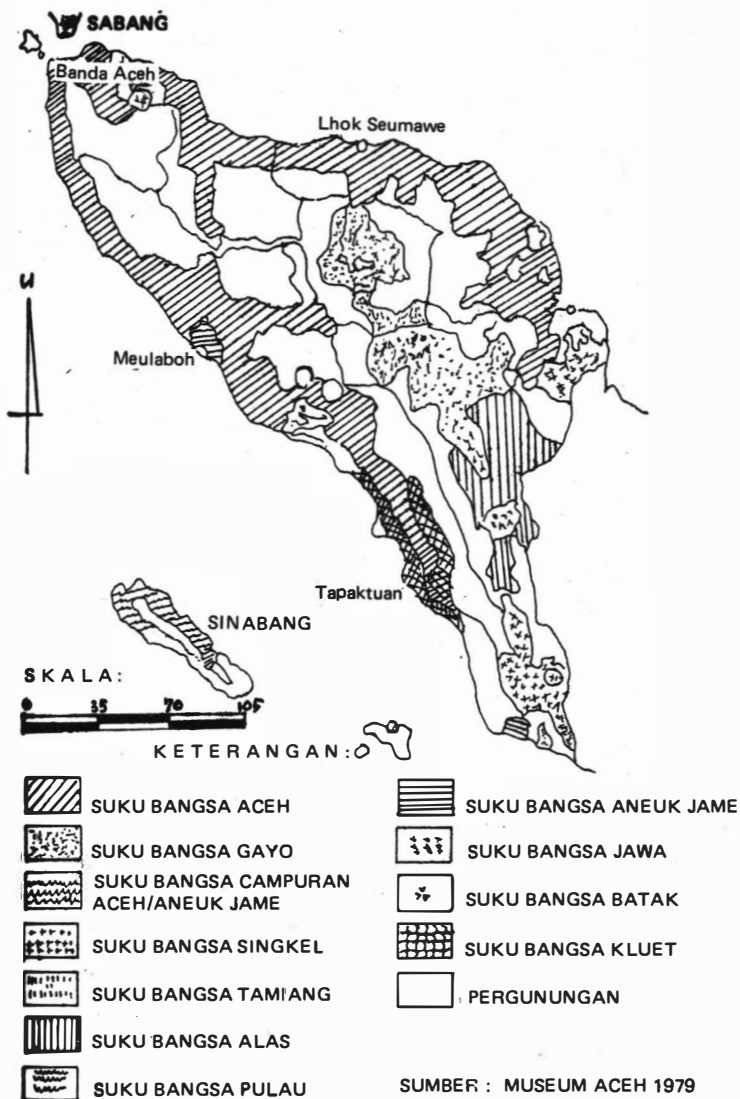 SABANG
Banda Aceh
Lhok Seumawe
U
Meulaboh
Tapaktuan
SINABANG
SKALA:
0 35 70 105
KETERANGAN:
SUKU BANGSA ACEH
SUKU BANGSA GAYO
SUKU BANGSA CAMPURAN
ACEH/ANEUK JAME
SUKU BANGSA SINGKEL
SUKU BANGSA TAMIANG
SUKU BANGSA ALAS
SUKU BANGSA PULAU
SUKU BANGSA ANEUK JAME
SUKU BANGSA JAWA
SUKU BANGSA BATAK
SUKU BANGSA KLUET
PERGUNUNGAN
SUMBER : MUSEUM ACEH 1979